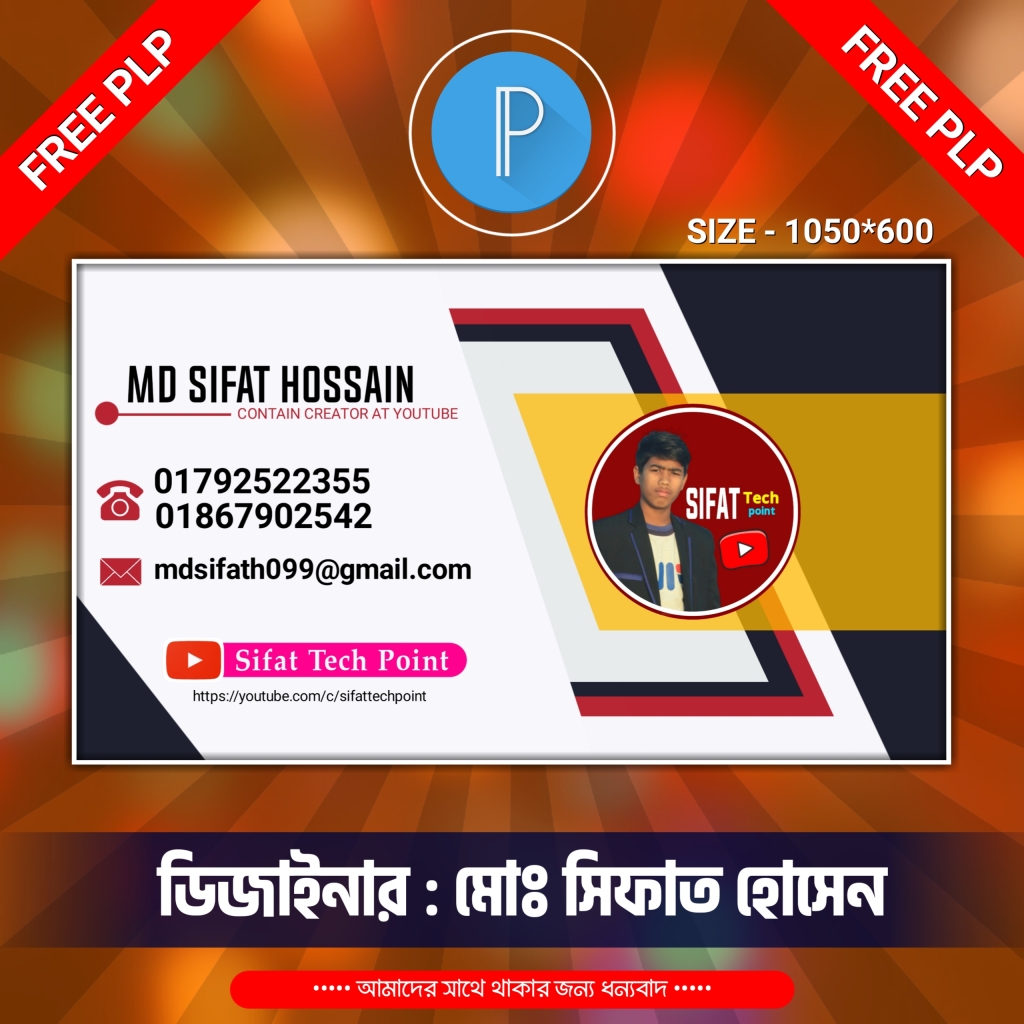 FREE PLP
FREE PLP
P
SIZE - 1050*600
MD SIFAT HOSSAIN
CONTAIN CREATOR AT YOUTUBE
01792522355
01867902542
mdsifath099@gmail.com
SIFAT Tech
point
Sifat Tech Point
https://youtube.com/c/sifattechpoint
ডিজাইনার : মোঃ সিফাত হোসেন
••••• আমাদের সাথে থাকার জন্য ধন্যবাদ •••••